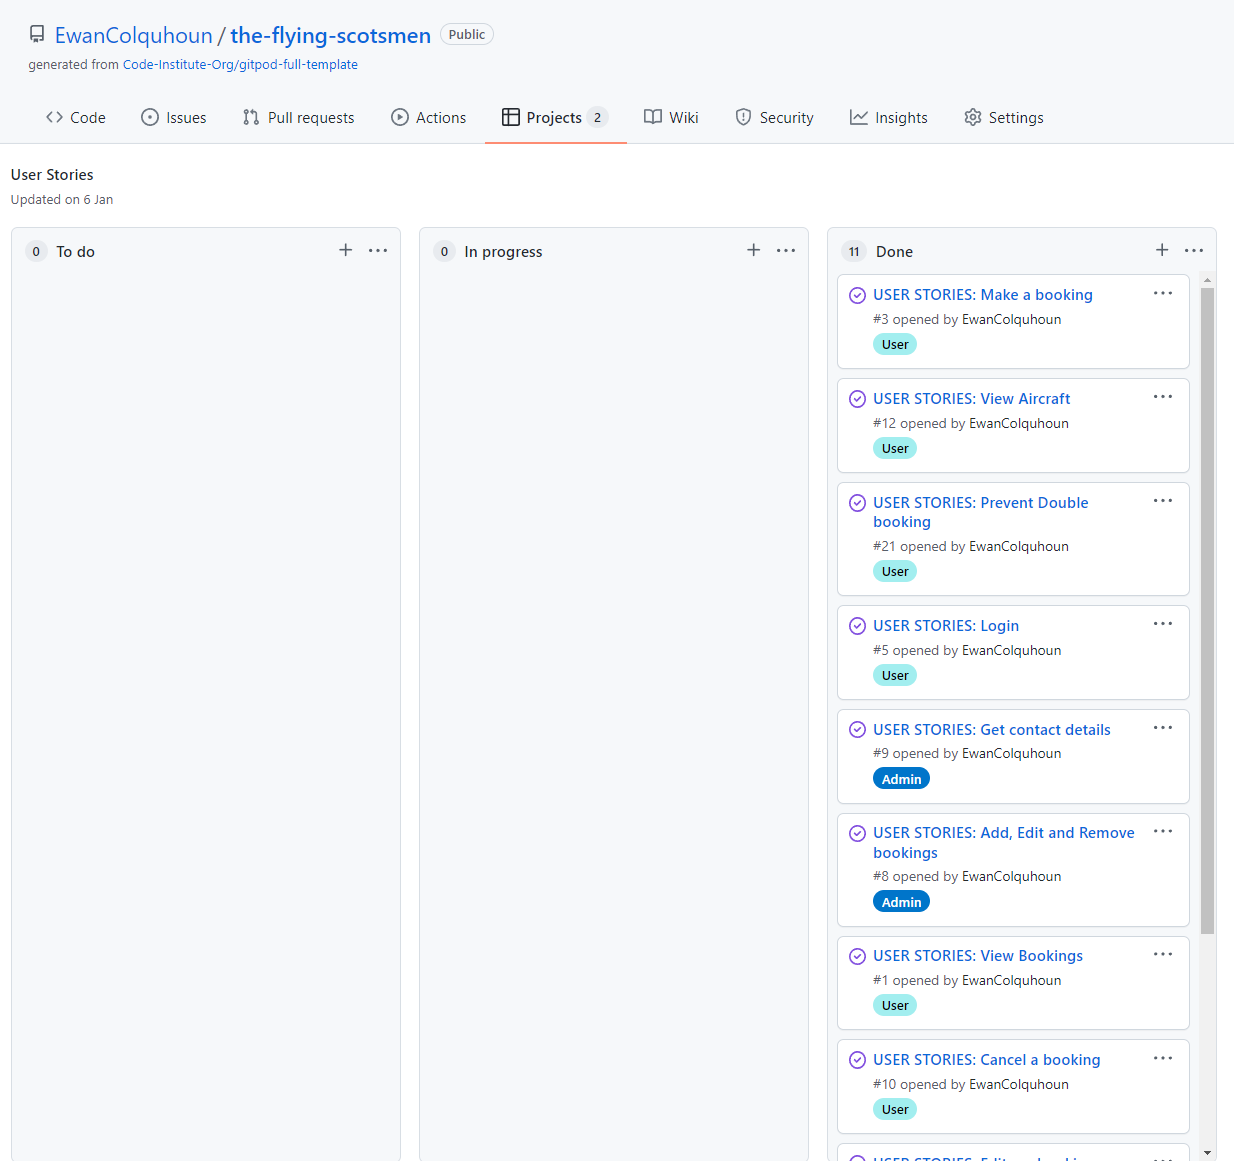 EwanColquhoun / the-flying-scotsmen Public
generated from Code-Institute-Org/gitpod-full-template
Code Issues Pull requests Actions Projects 2 Wiki Security Insights Settings
User Stories
Updated on 6 Jan
0 To do
0 In progress
11 Done
USER STORIES: Make a booking
#3 opened by EwanColquhoun
User
USER STORIES: View Aircraft
#12 opened by EwanColquhoun
User
USER STORIES: Prevent Double
booking
#21 opened by EwanColquhoun
User
USER STORIES: Login
#5 opened by EwanColquhoun
User
USER STORIES: Get contact details
#9 opened by EwanColquhoun
Admin
USER STORIES: Add, Edit and Remove
bookings
#8 opened by EwanColquhoun
Admin
USER STORIES: View Bookings
#1 opened by EwanColquhoun
User
USER STORIES: Cancel a booking
#10 opened by EwanColquhoun
User
USER STORIES: